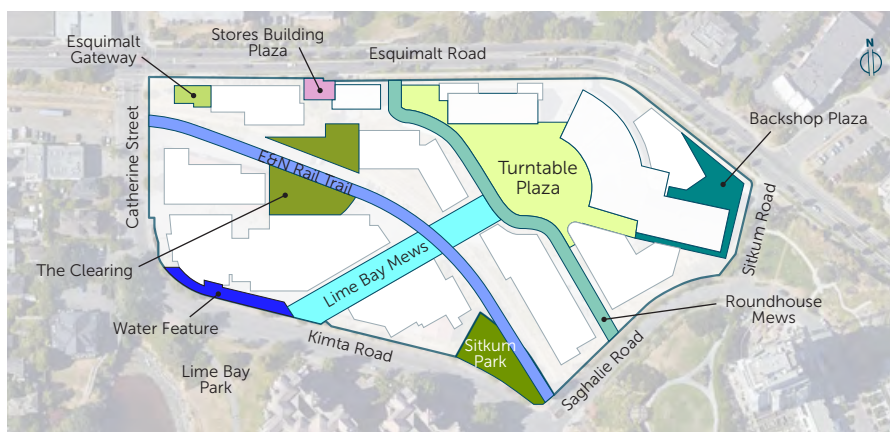 Esquimalt
Gateway
Stores Building
Plaza
Esquimalt Road
N
Backshop Plaza
Catherine Street
E&N Rail Trail
Turntable
Plaza
Sitkum Road
The Clearing
Lime Bay Mews
Water Feature
Roundhouse
Mews
Kimta Road
Sitkum
Park
Lime Bay
Park
Saghalie Road